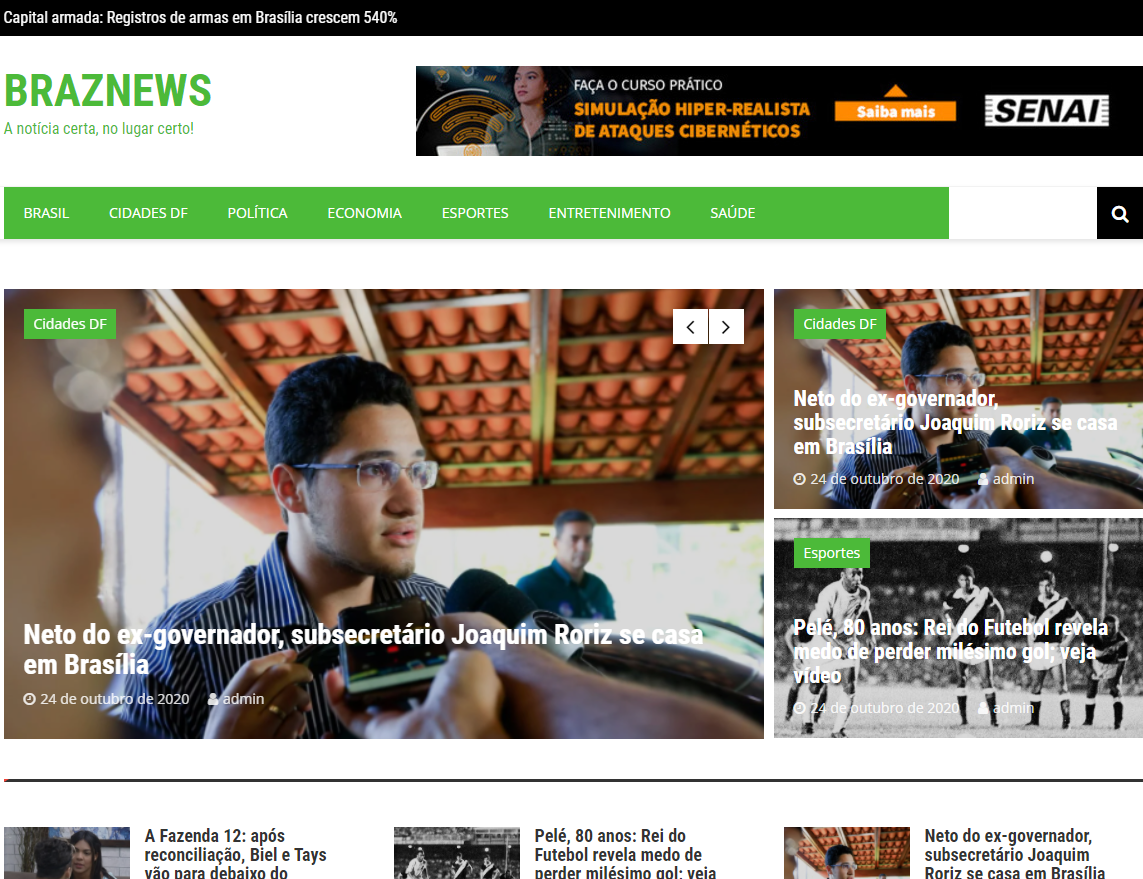 Capital armada: Registros de armas em Brasília crescem 540%
BRAZNEWS
A notícia certa, no lugar certo!
FAÇA O CURSO PRÁTICO
SIMULAÇÃO HIPER-REALISTA
DE ATAQUES CIBERNÉTICOS
Saiba mais
SENAI
BRASIL CIDADES DF POLÍTICA ECONOMIA ESPORTES ENTRETENIMENTO SAÚDE
Cidades DF
Neto do ex-governador, subsecretário Joaquim Roriz se casa
em Brasília
24 de outubro de 2020 admin
Cidades DF
Neto do ex-governador,
subsecretário Joaquim Roriz se casa
em Brasília
24 de outubro de 2020 admin
Esportes
Pelé, 80 anos: Rei do Futebol revela
medo de perder milésimo gol; veja
vídeo
24 de outubro de 2020 admin
A Fazenda 12: após
reconciliação, Biel e Tays
vão para debaixo do
Pelé, 80 anos: Rei do
Futebol revela medo de
perder milésimo gol; veja
Neto do ex-governador,
subsecretário Joaquim
Roriz se casa em Brasília